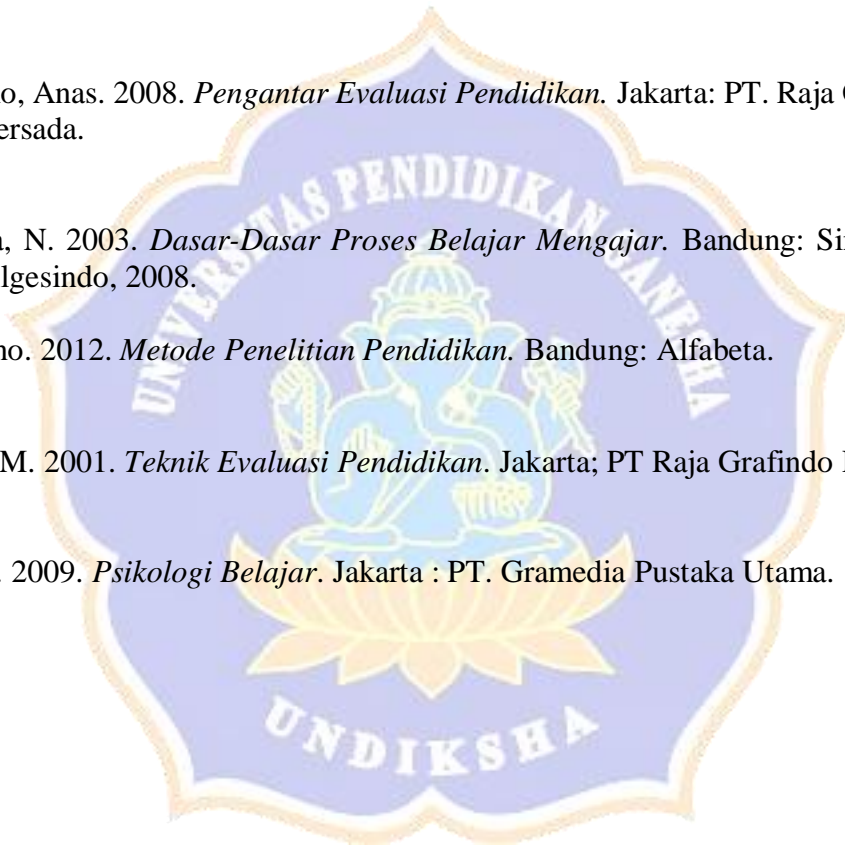 o, Anas. 2008. Pengantar Evaluasi Pendidikan. Jakarta: PT. Raja
ersada.
a, N. 2003. Dasar-Dasar Proses Belajar Mengajar. Bandung: Si
lgesindo, 2008.
no. 2012. Metode Penelitian Pendidikan. Bandung: Alfabeta.
M. 2001. Teknik Evaluasi Pendidikan. Jakarta; PT Raja Grafindo
. 2009. Psikologi Belajar. Jakarta : PT. Gramedia Pustaka Utama.
UNIVERSITAS PENDIDIKAN GANESHA
UNDIKSHA